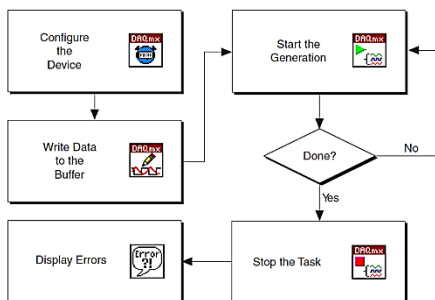 Configure
the
Device
DAQmx
Write Data
to the
Buffer
DAQmx
Start the
Generation
DAQmx
Done?
No
Yes
Stop the Task
DAQmx
Display Errors
Error
?!